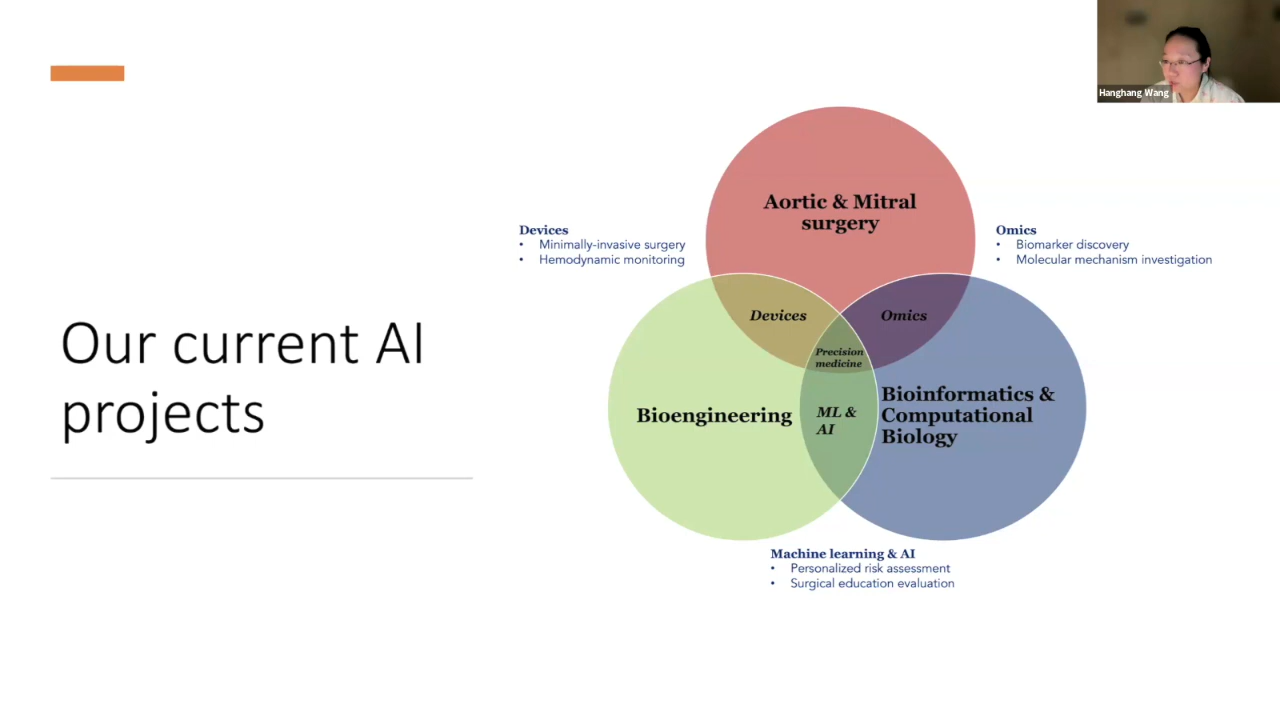 Hanghang Wang
Our current AI
projects
Aortic & Mitral
surgery
Devices
• Minimally-invasive surgery
• Hemodynamic monitoring
Omics
• Biomarker discovery
• Molecular mechanism investigation
Devices
Omics
Precision
medicine
Bioengineering
ML &
AI
Bioinformatics &
Computational
Biology
Machine learning & AI
• Personalized risk assessment
• Surgical education evaluation